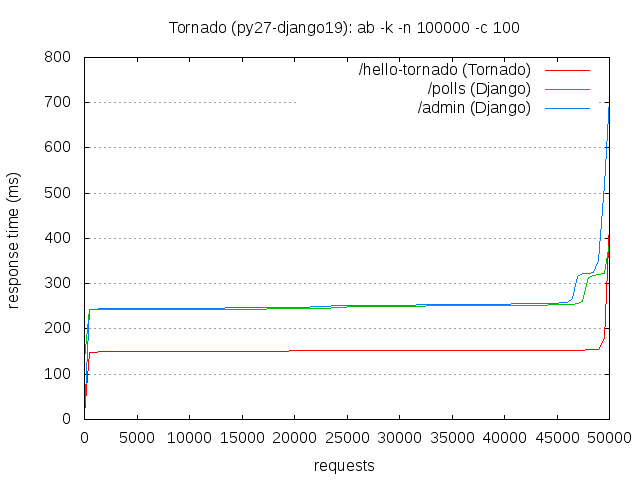 Tornado (py27-django19): ab -k -n 100000 -c 100
800
700
600
500
400
300
200
100
0
response time (ms)
/hello-tornado (Tornado)
/polls (Django)
/admin (Django)
0 5000 10000 15000 20000 25000 30000 35000 40000 45000 50000
requests